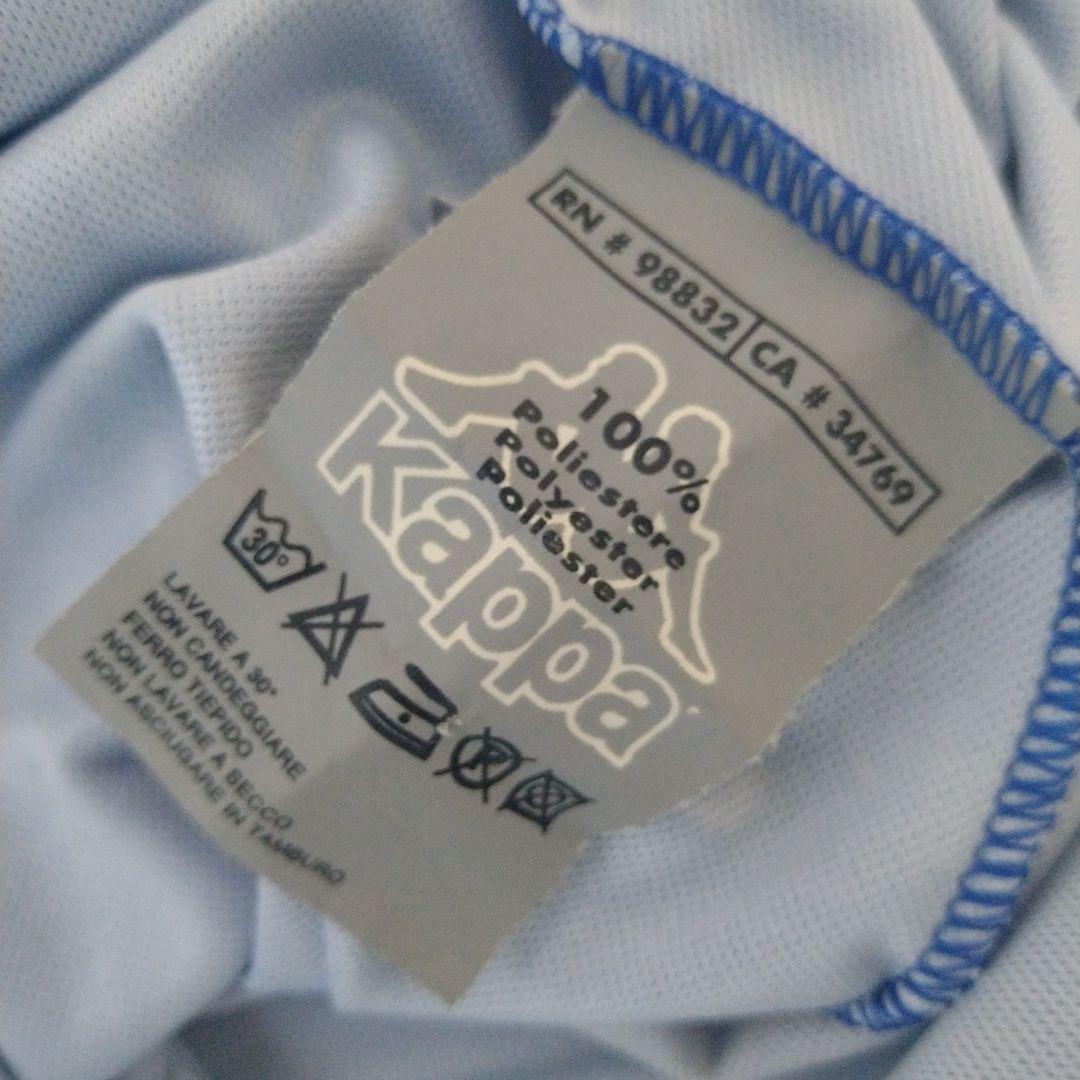 RN # 98832 CA # 34769
100%
Poliestere
Polyester
Poliéster
Kappa
30°
P
LAVARE A 30°
NON CANDEGGIARE
FERRO TIEPIDO
NON LAVARE A SECCO
NON ASCIUGARE IN TAMBURO